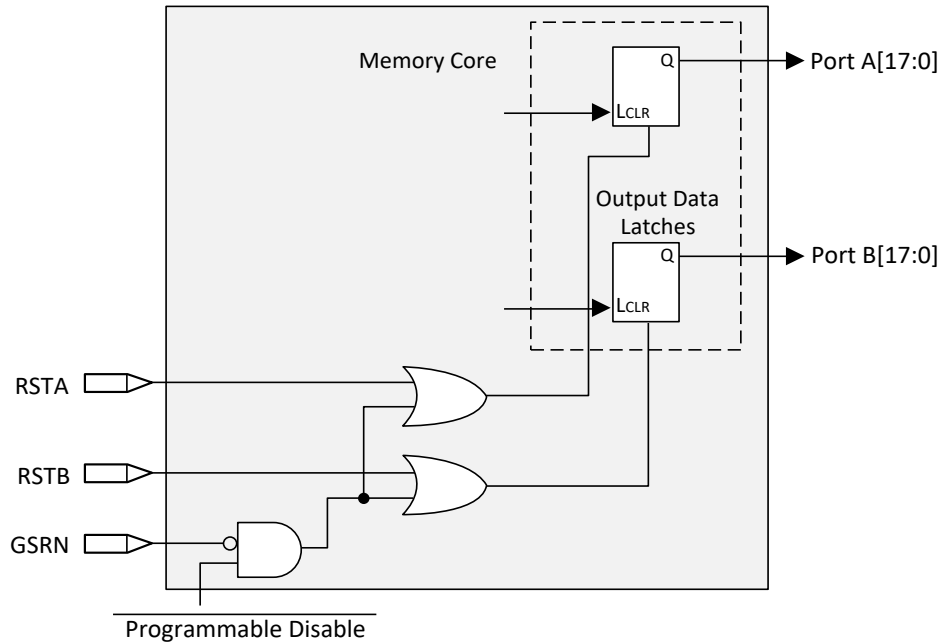 Memory Core
Q
Port A[17:0]
LCLR
Output Data
Latches
Q
Port B[17:0]
LCLR
RSTA
RSTB
GSRN
Programmable Disable